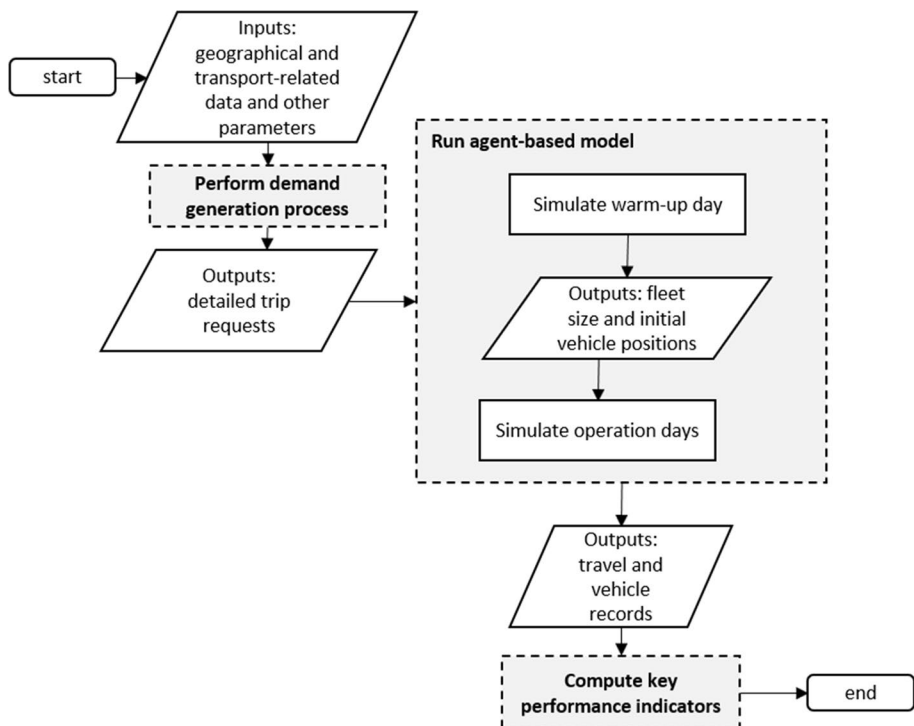 start
Inputs:
geographical and
transport-related
data and other
parameters
Perform demand
generation process
Outputs:
detailed trip
requests
Run agent-based model
Simulate warm-up day
Outputs: fleet
size and initial
vehicle positions
Simulate operation days
Outputs:
travel and
vehicle
records
Compute key
performance indicators
end